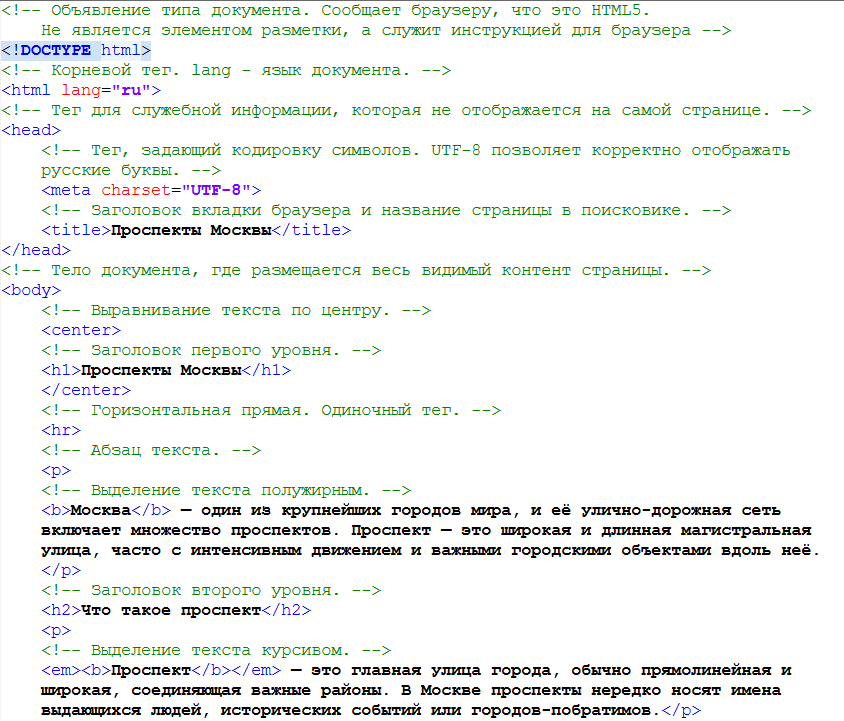 <!-- Объявление типа документа. Сообщает браузеру, что это HTML5.
Не является элементом разметки, а служит инструкцией для браузера -->
<!DOCTYPE html>
<!-- Корневой тег. lang - язык документа. -->
<html lang="ru">
<!-- Тег для служебной информации, которая не отображается на самой странице. -->
<head>
<!-- Тег, задающий кодировку символов. UTF-8 позволяет корректно отображать
русские буквы. -->
<meta charset="UTF-8">
<!-- Заголовок вкладки браузера и название страницы в поисковике. -->
<title>Проспекты Москвы</title>
</head>
<!-- Тело документа, где размещается весь видимый контент страницы. -->
<body>
<!-- Выравнивание текста по центру. -->
<center>
<!-- Заголовок первого уровня. -->
<h1>Проспекты Москвы</h1>
</center>
<!-- Горизонтальная прямая. Одиночный тег. -->
<hr>
<!-- Абзац текста. -->
<p>
<!-- Выделение текста полужирным. -->
<b>Москва</b> — один из крупнейших городов мира, и её улично-дорожная сеть
включает множество проспектов. Проспект — это широкая и длинная магистральная
улица, часто с интенсивным движением и важными городскими объектами вдоль неё.
</p>
<!-- Заголовок второго уровня. -->
<h2>Что такое проспект</h2>
<p>
<!-- Выделение текста курсивом. -->
<em><b>Проспект</b></em> — это главная улица города, обычно прямолинейная и
широкая, соединяющая важные районы. В Москве проспекты нередко носят имена
выдающихся людей, исторических событий или городов-побратимов.</p>